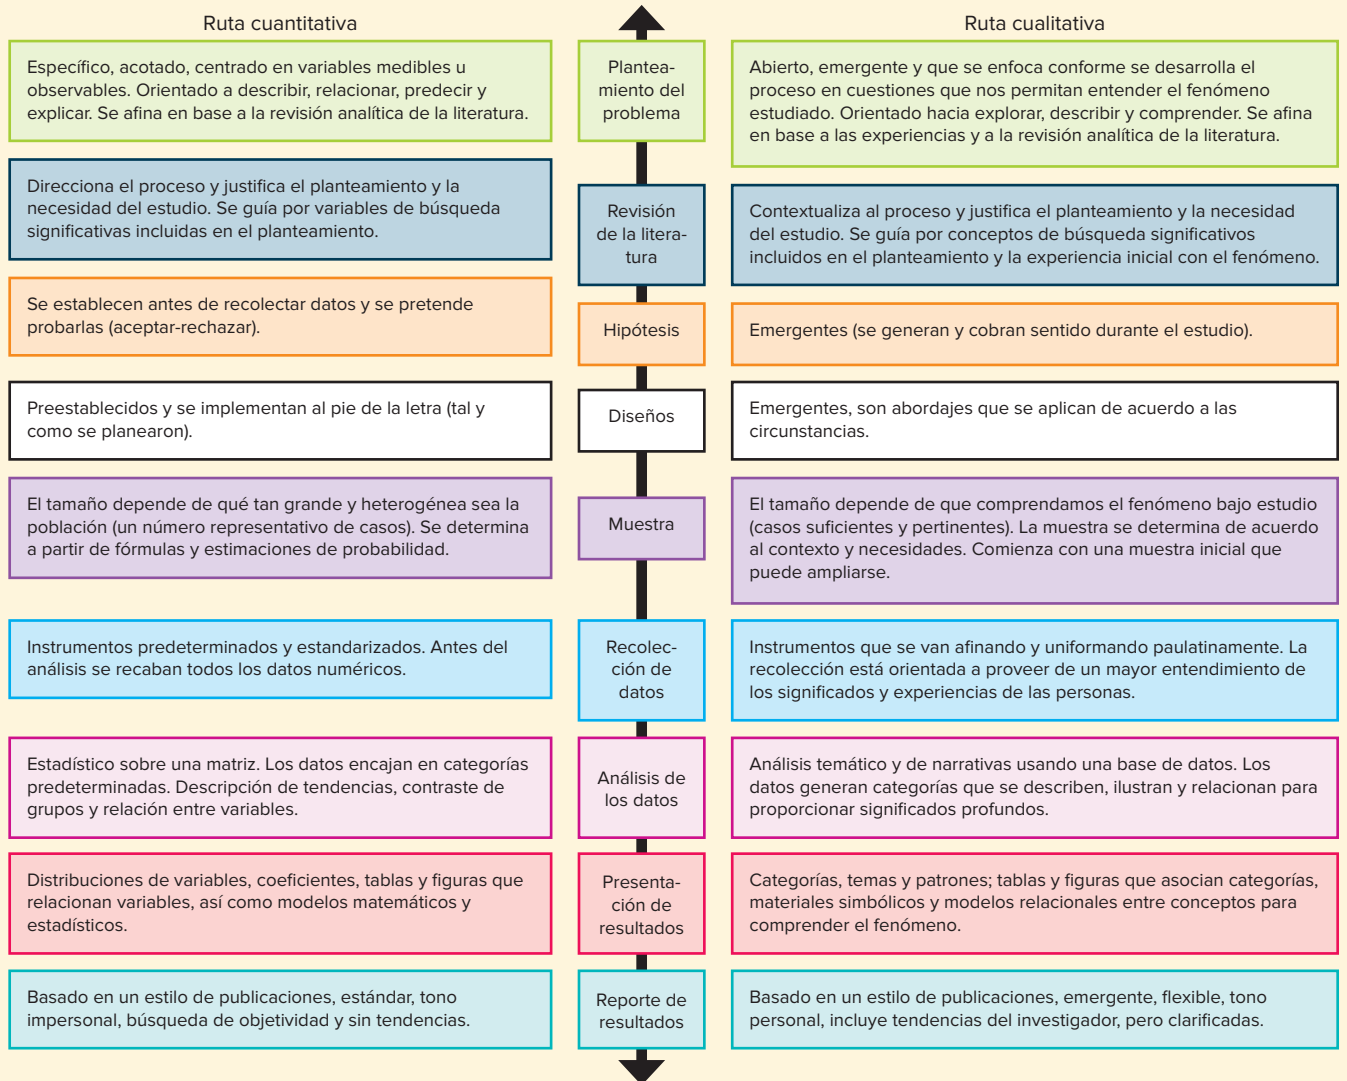 Ruta cuantitativa
Ruta cualitativa
Específico, acotado, centrado en variables medibles u
observables. Orientado a describir, relacionar, predecir y
explicar. Se afina en base a la revisión analítica de la literatura.
Plantea-
miento del
problema
Abierto, emergente y que se enfoca conforme se desarrolla el
proceso en cuestiones que nos permitan entender el fenómeno
estudiado. Orientado hacia explorar, describir y comprender. Se afina
en base a las experiencias y a la revisión analítica de la literatura.
Direcciona el proceso y justifica el planteamiento y la
necesidad del estudio. Se guía por variables de búsqueda
significativas incluidas en el planteamiento.
Revisión
de la litera-
tura
Contextualiza al proceso y justifica el planteamiento y la necesidad
del estudio. Se guía por conceptos de búsqueda significativos
incluidos en el planteamiento y la experiencia inicial con el fenómeno.
Se establecen antes de recolectar datos y se pretende
probarlas (aceptar-rechazar).
Hipótesis
Emergentes (se generan y cobran sentido durante el estudio).
Preestablecidos y se implementan al pie de la letra (tal y
como se planearon).
Diseños
Emergentes, son abordajes que se aplican de acuerdo a las
circunstancias.
El tamaño depende de qué tan grande y heterogénea sea la
población (un número representativo de casos). Se determina
a partir de fórmulas y estimaciones de probabilidad.
Muestra
El tamaño depende de que comprendamos el fenómeno bajo estudio
(casos suficientes y pertinentes). La muestra se determina de acuerdo
al contexto y necesidades. Comienza con una muestra inicial que
puede ampliarse.
Instrumentos predeterminados y estandarizados. Antes del
análisis se recaban todos los datos numéricos.
Recolec-
ción de
datos
Instrumentos que se van afinando y uniformando paulatinamente. La
recolección está orientada a proveer de un mayor entendimiento de
los significados y experiencias de las personas.
Estadístico sobre una matriz. Los datos encajan en categorías
predeterminadas. Descripción de tendencias, contraste de
grupos y relación entre variables.
Análisis de
los datos
Análisis temático y de narrativas usando una base de datos. Los
datos generan categorías que se describen, ilustran y relacionan para
proporcionar significados profundos.
Distribuciones de variables, coeficientes, tablas y figuras que
relacionan variables, así como modelos matemáticos y
estadísticos.
Presenta-
ción de
resultados
Categorías, temas y patrones; tablas y figuras que asocian categorías,
materiales simbólicos y modelos relacionales entre conceptos para
comprender el fenómeno.
Basado en un estilo de publicaciones, estándar, tono
impersonal, búsqueda de objetividad y sin tendencias.
Reporte de
resultados
Basado en un estilo de publicaciones, emergente, flexible, tono
personal, incluye tendencias del investigador, pero clarificadas.